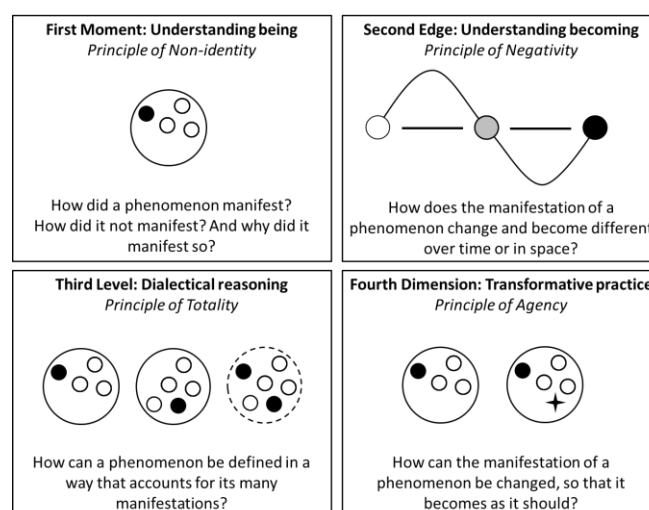 First Moment: Understanding being
Principle of Non-identity
How did a phenomenon manifest?
How did it not manifest? And why did it
manifest so?
Second Edge: Understanding becoming
Principle of Negativity
How does the manifestation of a
phenomenon change and become different
over time or in space?
Third Level: Dialectical reasoning
Principle of Totality
How can a phenomenon be defined in a
way that accounts for its many
manifestations?
Fourth Dimension: Transformative practice
Principle of Agency
How can the manifestation of a
phenomenon be changed, so that it
becomes as it should?